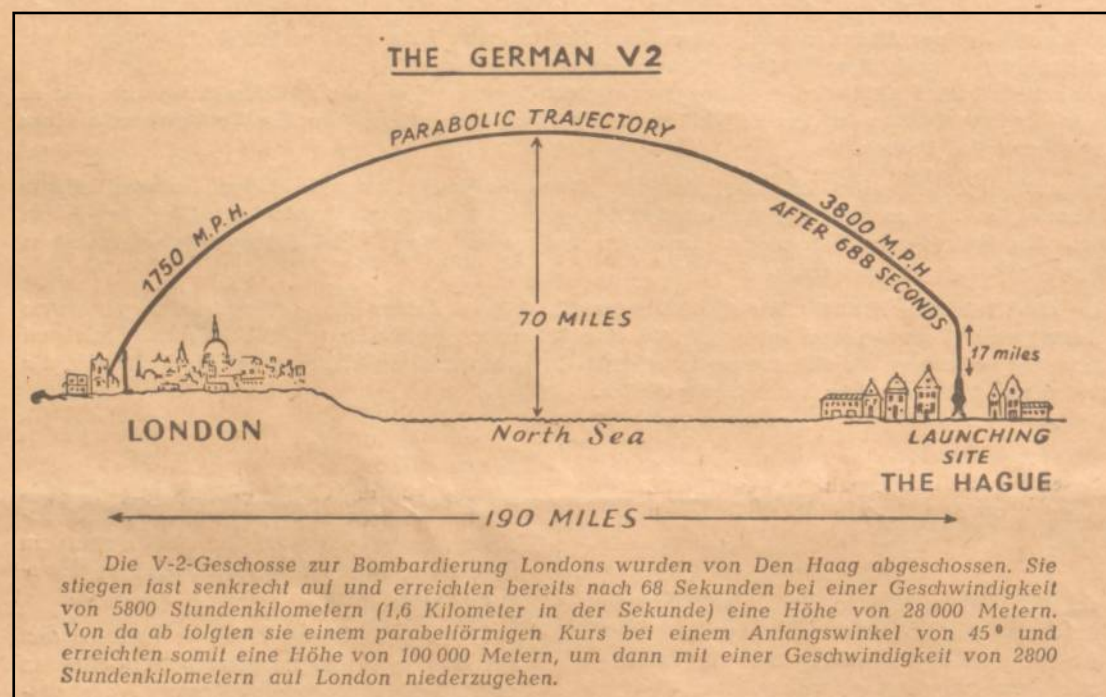 THE GERMAN V2
PARABOLIC TRAJECTORY
1750 M.P.H.
3800 M.P.H
AFTER 688 SECONDS
70 MILES
17 miles
LONDON
North Sea
LAUNCHING
SITE
THE HAGUE
190 MILES
Die V-2-Geschosse zur Bombardierung Londons wurden von Den Haag abgeschossen. Sie
stiegen fast senkrecht auf und erreichten bereits nach 68 Sekunden bei einer Geschwindigkeit
von 5800 Stundenkilometern (1,6 Kilometer in der Sekunde) eine Höhe von 28 000 Metern.
Von da ab folgten sie einem parabelförmigen Kurs bei einem Anfangswinkel von 45° und
erreichten somit eine Höhe von 100 000 Metern, um dann mit einer Geschwindigkeit von 2800
Stundenkilometern auf London niederzugehen.